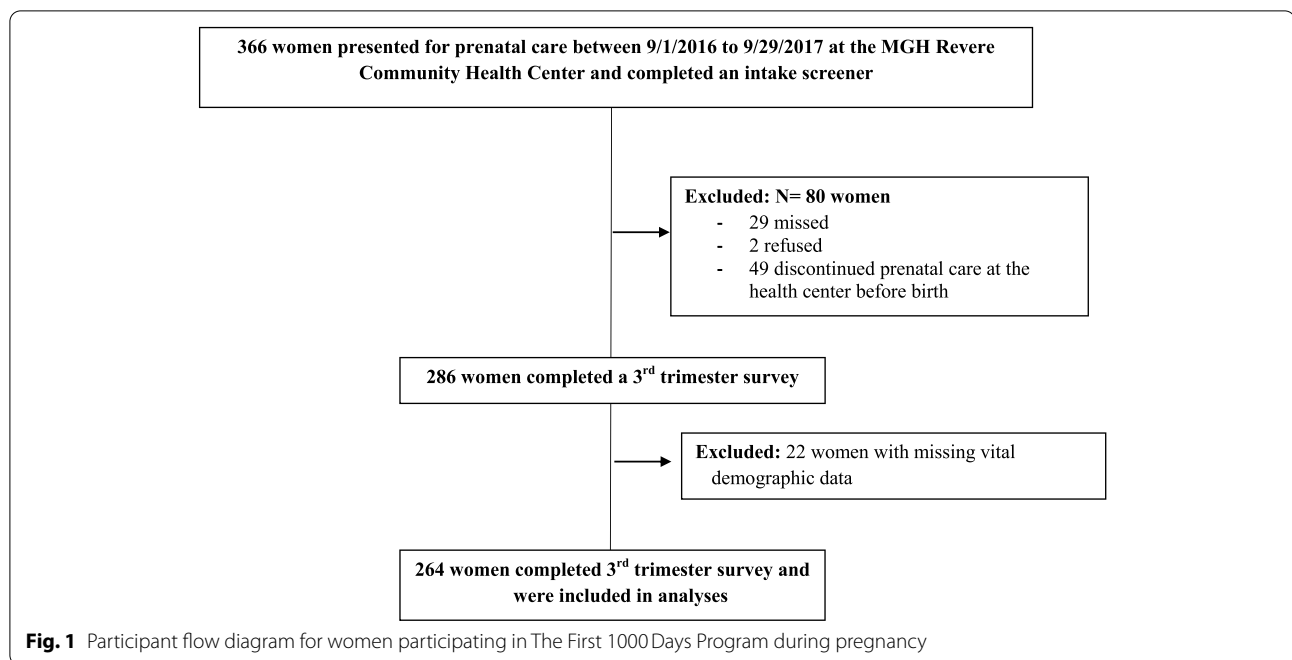 366 women presented for prenatal care between 9/1/2016 to 9/29/2017 at the MGH Revere
Community Health Center and completed an intake screener
Excluded: N= 80 women
- 29 missed
- 2 refused
- 49 discontinued prenatal care at the
health center before birth
286 women completed a 3rd trimester survey
Excluded: 22 women with missing vital
demographic data
264 women completed 3rd trimester survey and
were included in analyses
Fig. 1 Participant flow diagram for women participating in The First 1000 Days Program during pregnancy